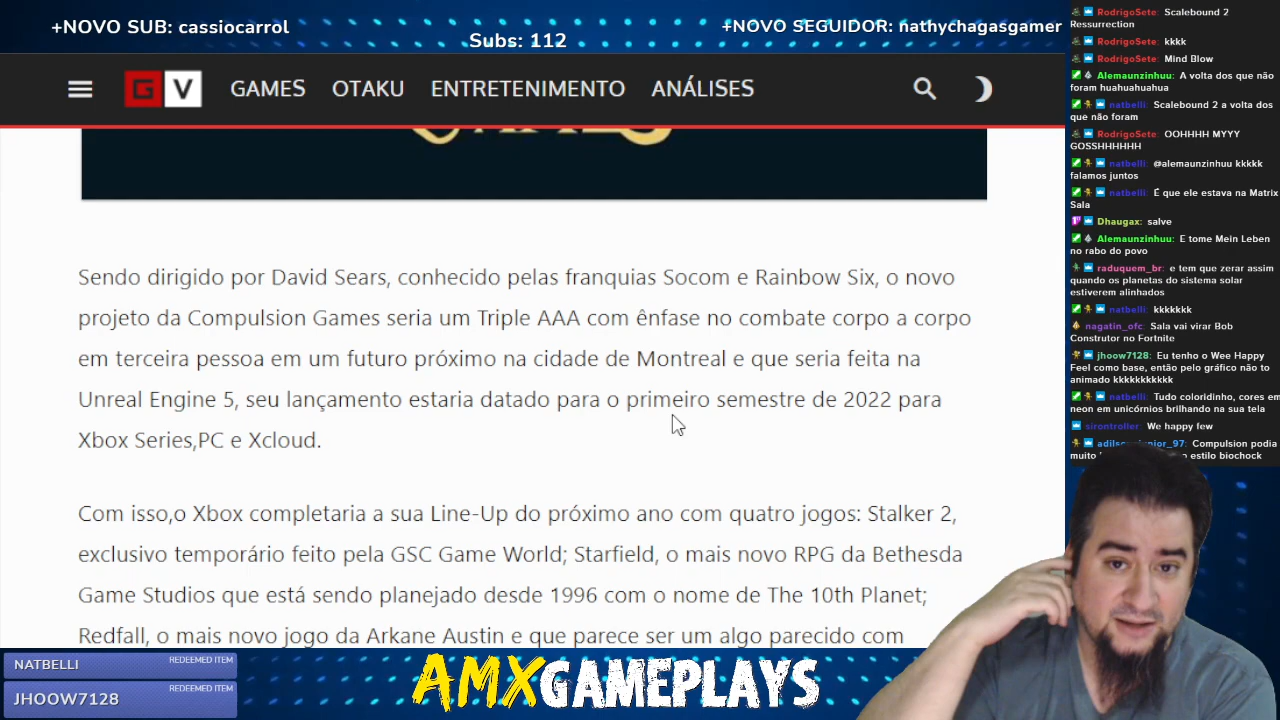 +NOVO SUB: cassiocarrol
Subs: 112
+NOVO SEGUIDOR: nathychagasgamer
G V GAMES OTAKU ENTRETENIMENTO ANÁLISES
Sendo dirigido por David Sears, conhecido pelas franquias Socom e Rainbow Six, o novo
projeto da Compulsion Games seria um Triple AAA com ênfase no combate corpo a corpo
em terceira pessoa em um futuro próximo na cidade de Montreal e que seria feita na
Unreal Engine 5, seu lançamento estaria datado para o primeiro semestre de 2022 para
Xbox Series,PC e Xcloud.
Com isso,o Xbox completaria a sua Line-Up do próximo ano com quatro jogos: Stalker 2,
exclusivo temporário feito pela GSC Game World; Starfield, o mais novo RPG da Bethesda
Game Studios que está sendo planejado desde 1996 com o nome de The 10th Planet;
Redfall, o mais novo jogo da Arkane Austin e que parece ser um algo parecido com
RodrigoSete: Scalebound 2
Ressurrection
RodrigoSete: kkkk
RodrigoSete: Mind Blow
Alemaunzinhuu: A volta dos que não
foram huahuahuahua
natbelli: Scalebound 2 a volta dos
que não foram
RodrigoSete: OOHHHH MYYY
GOSSHHHHHH
natbelli: @alemaunzinhuu kkkkk
falamos juntos
natbelli: É que ele estava na Matrix
Sala
Dhaugax: salve
Alemaunzinhuu: E tome Mein Leben
no rabo do povo
raduquem_br: e tem que zerar assim
quando os planetas do sistema solar
estiverem alinhados
natbelli: kkkkkkk
nagatin_ofc: Sala vai virar Bob
Construtor no Fortnite
jhoow7128: Eu tenho o Wee Happy
Feel como base, então pelo gráfico não to
animado kkkkkkkkkkk
natbelli: Tudo coloridinho, cores em
neon em unicórnios brilhando na sua tela
sirontroller: We happy few
Compulsion podia
muito estilo biochock
NATBELLI REDEEMED ITEM
JHOOW7128 REDEEMED ITEM
AMXGAMEPLAYS